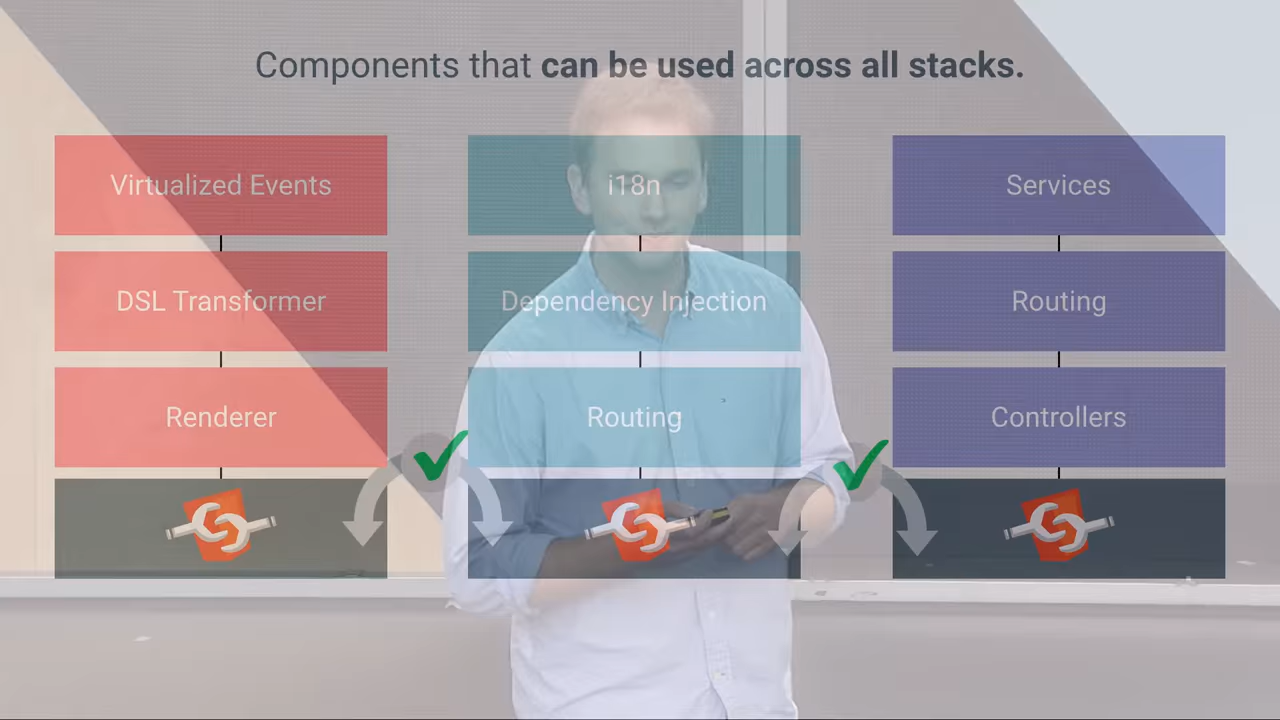 Components that can be used across all stacks.
Virtualized Events
i18n
Services
DSL Transformer
Dependency Injection
Routing
Renderer
Routing
Controllers